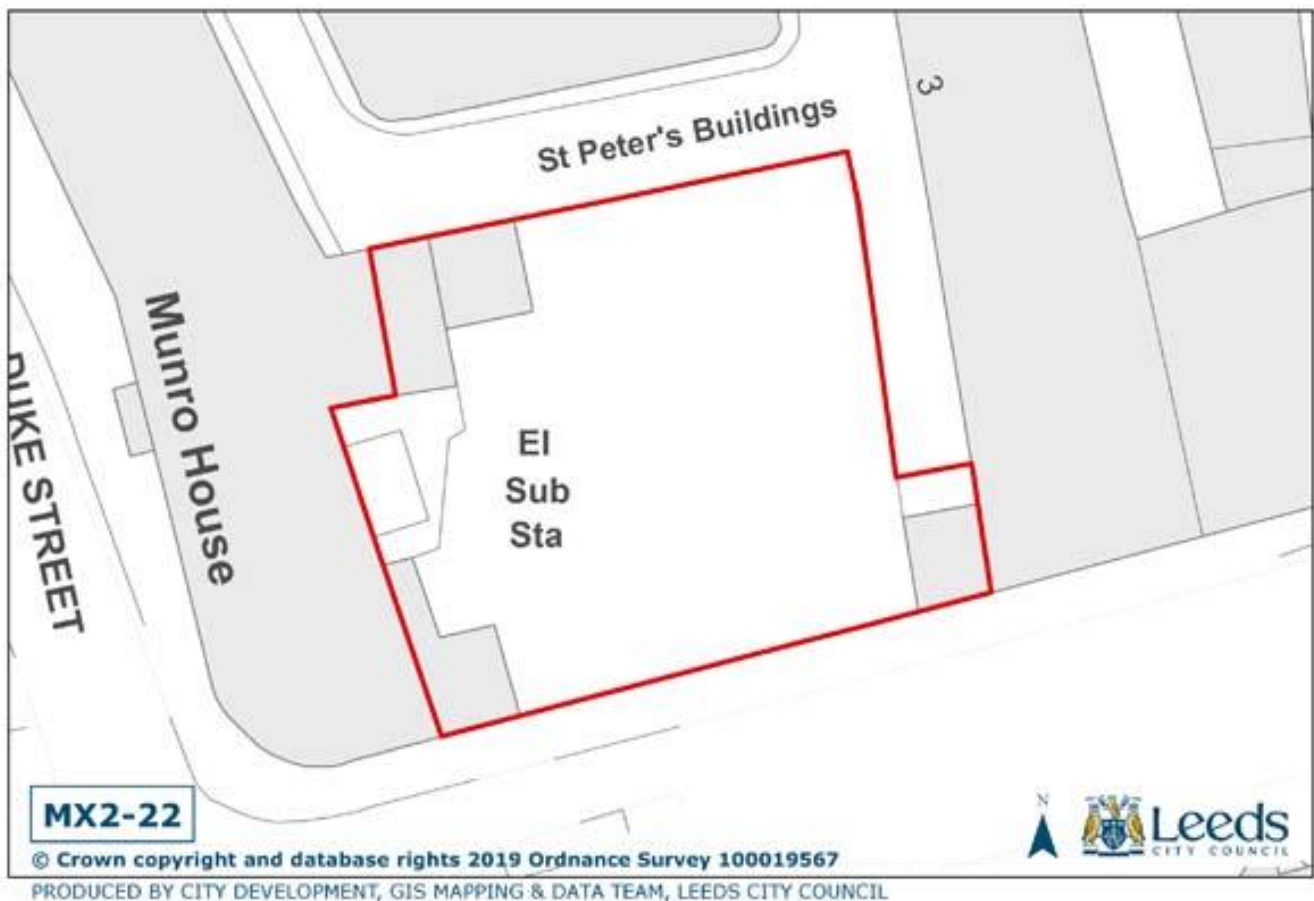 St Peter's Buildings
3
Munro House
DUKE STREET
El
Sub
Sta
MX2-22
© Crown copyright and database rights 2019 Ordnance Survey 100019567
N
Leeds
CITY COUNCIL
PRODUCED BY CITY DEVELOPMENT, GIS MAPPING & DATA TEAM, LEEDS CITY COUNCIL